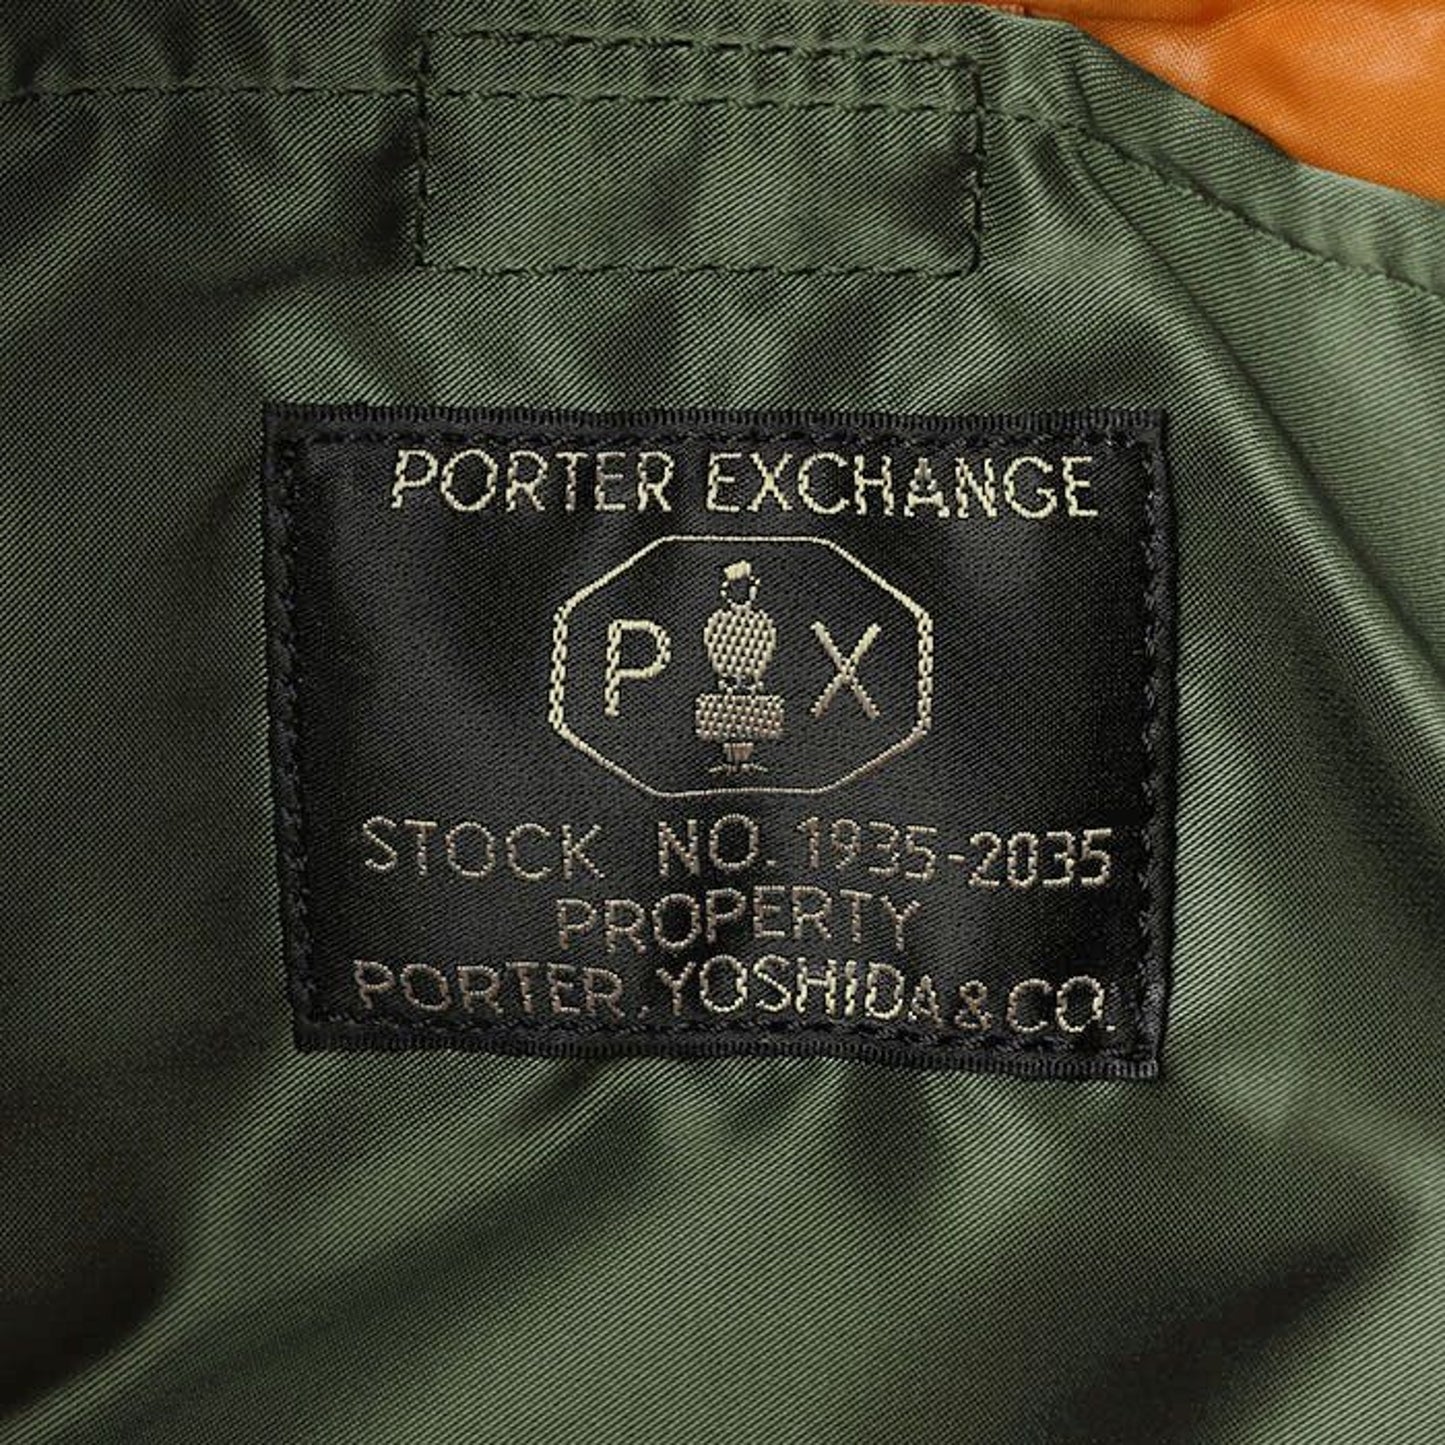 PORTER EXCHANGE
P X
STOCK NO. 1935-2035
PROPERTY
PORTER, YOSHIDA & CO.